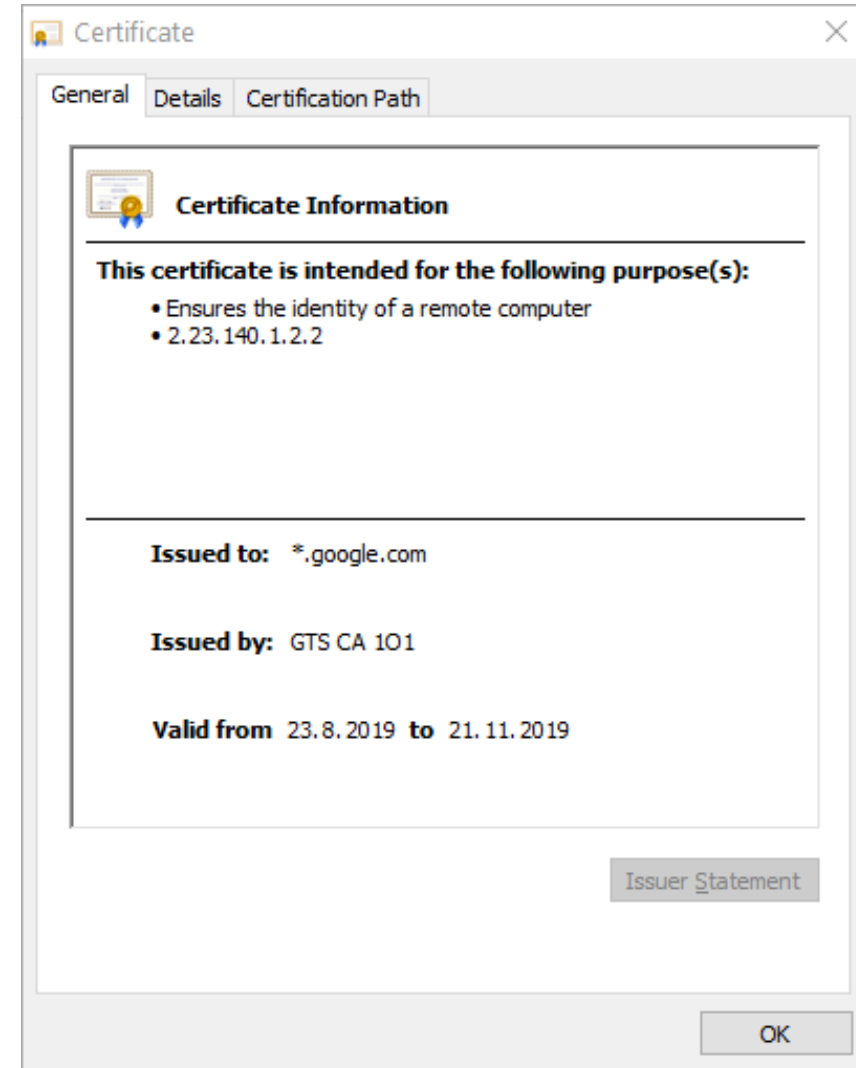 Certificate
General Details Certification Path
Certificate Information
This certificate is intended for the following purpose(s):
• Ensures the identity of a remote computer
• 2.23.140.1.2.2
Issued to: *.google.com
Issued by: GTS CA 1O1
Valid from 23.8.2019 to 21.11.2019
Issuer Statement
OK